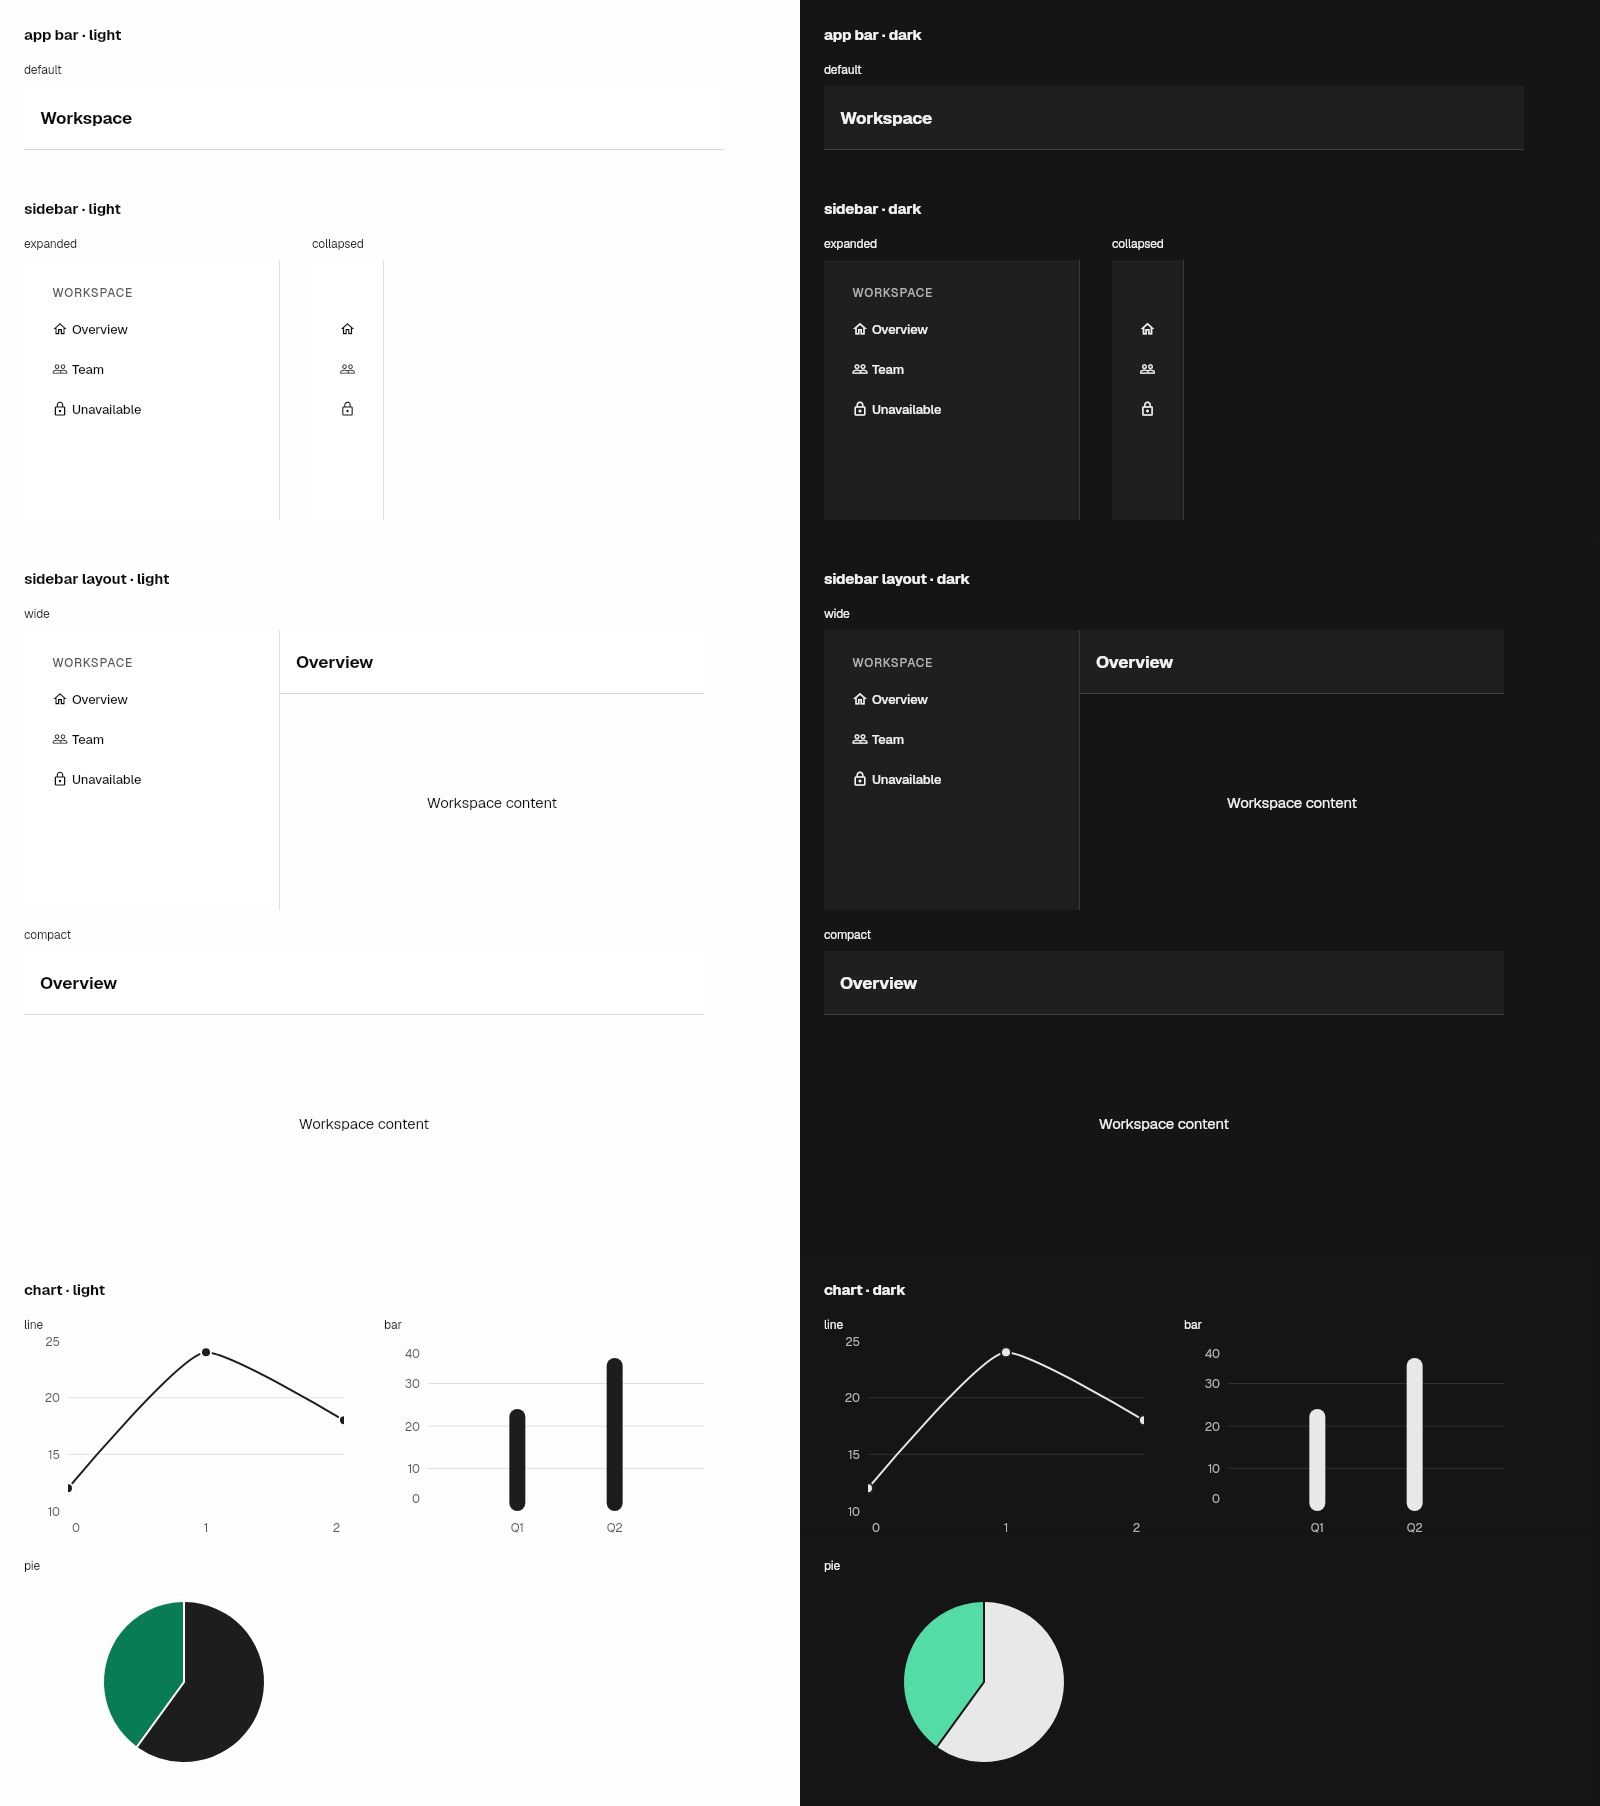 app bar · light
default
Workspace
sidebar · light
expanded
collapsed
WORKSPACE
Overview
Team
Unavailable
sidebar layout · light
wide
WORKSPACE
Overview
Team
Unavailable
Overview
Workspace content
compact
Overview
Workspace content
chart · light
line
25
20
15
10
0 1 2
bar
40
30
20
10
0
Q1 Q2
pie
app bar · dark
default
Workspace
sidebar · dark
expanded
collapsed
WORKSPACE
Overview
Team
Unavailable
sidebar layout · dark
wide
WORKSPACE
Overview
Team
Unavailable
Overview
Workspace content
compact
Overview
Workspace content
chart · dark
line
25
20
15
10
0 1 2
bar
40
30
20
10
0
Q1 Q2
pie